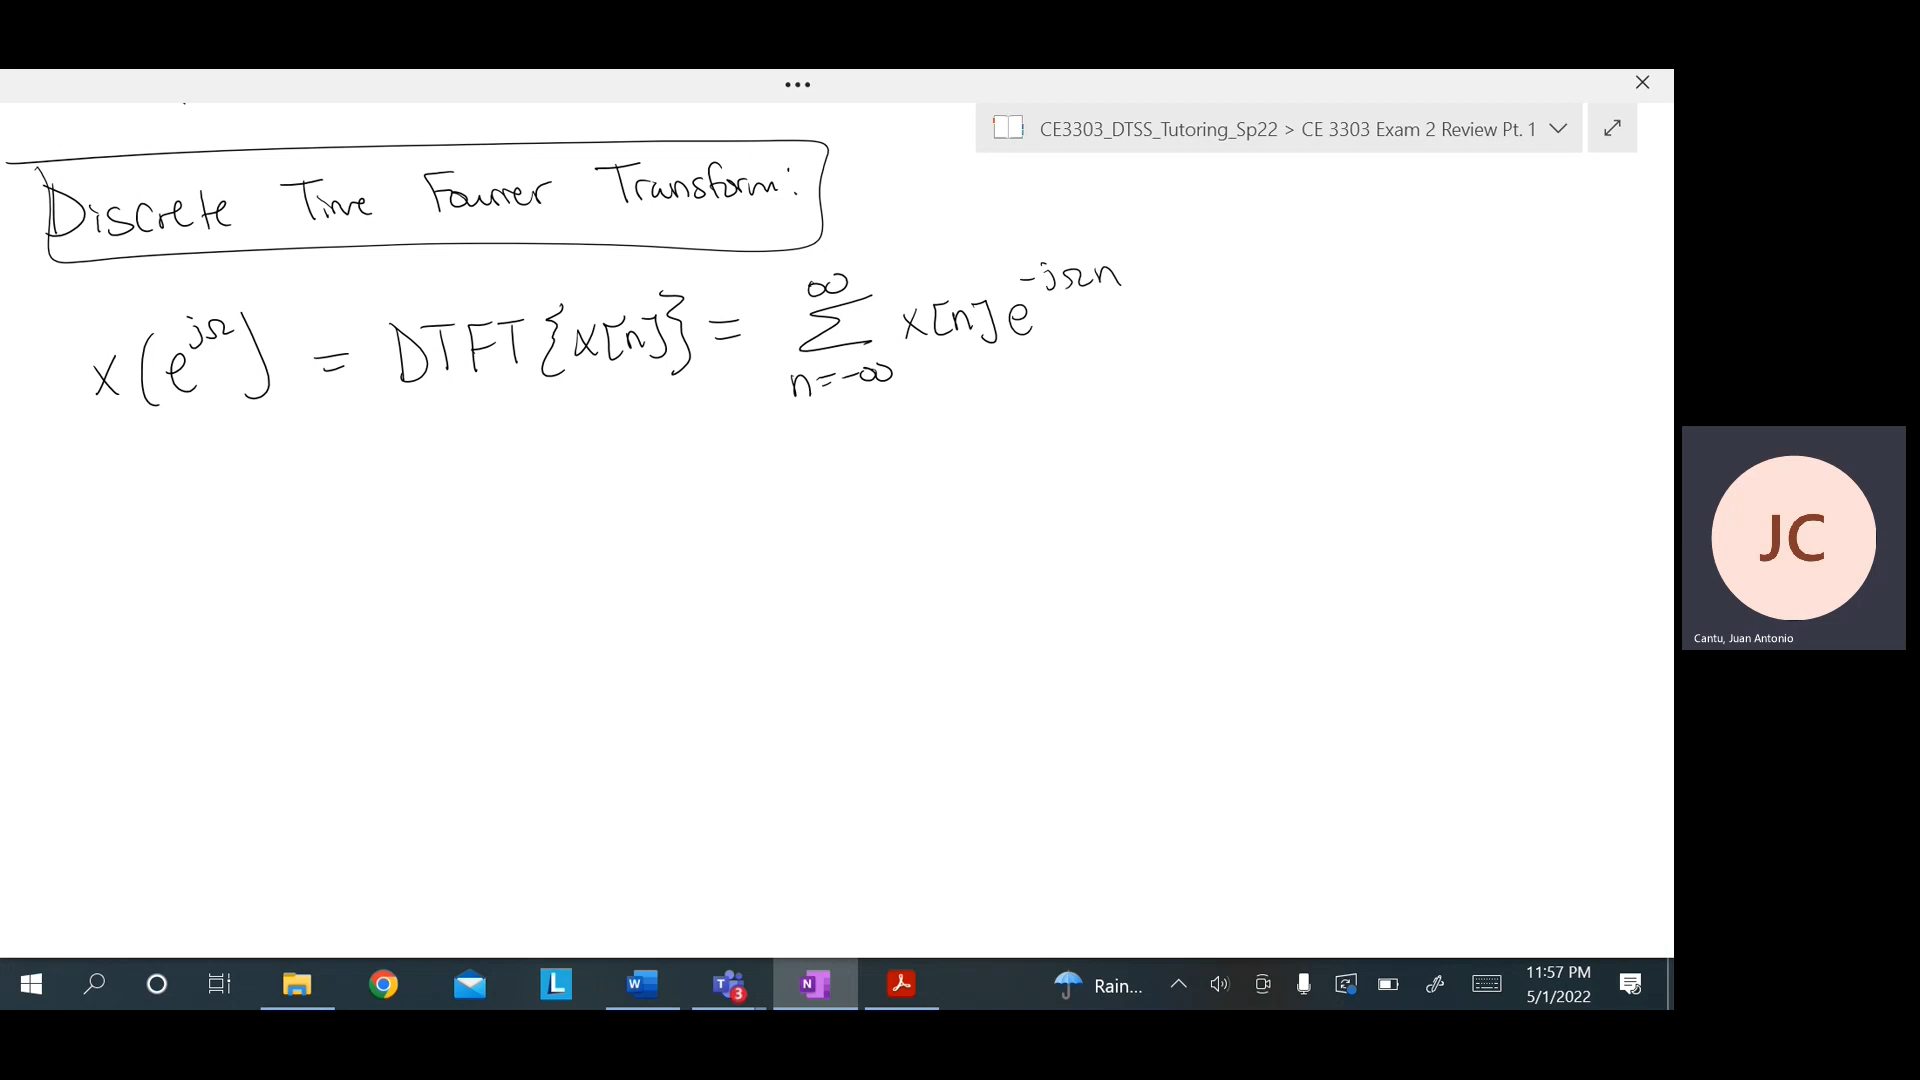 CE3303_DTSS_Tutoring_Sp22 > CE 3303 Exam 2 Review Pt. 1
Discrete Time Fourier Transform:
x(e^{jΩ}) = DTFT{x[n]} = ∑_{n=-∞}^{∞} x[n]e^{-jΩn}
JC
Cantu, Juan Antonio
Rain...
11:57 PM
5/1/2022
L
W
T
3
N